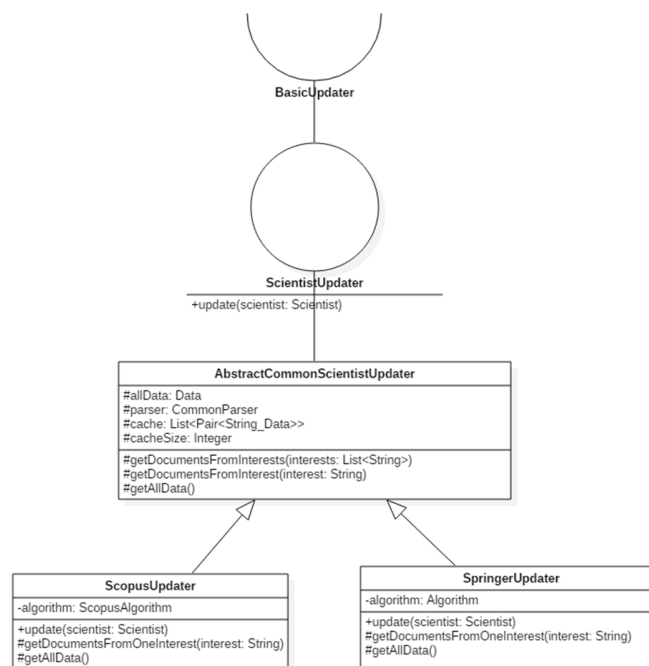 BasicUpdater
ScientistUpdater
+update(scientist: Scientist)
AbstractCommonScientistUpdater
#allData: Data
#parser: CommonParser
#cache: List<Pair<String_Data>>
#cacheSize: Integer
#getDocumentsFromInterests(interests: List<String>)
#getDocumentsFromInterest(interest: String)
#getAllData()
ScopusUpdater
-algorithm: ScopusAlgorithm
+update(scientist: Scientist)
#getDocumentsFromOneInterest(interest: String)
#getAllData()
SpringerUpdater
-algorithm: Algorithm
+update(scientist: Scientist)
#getDocumentsFromOneInterest(interest: String)
#getAllData()